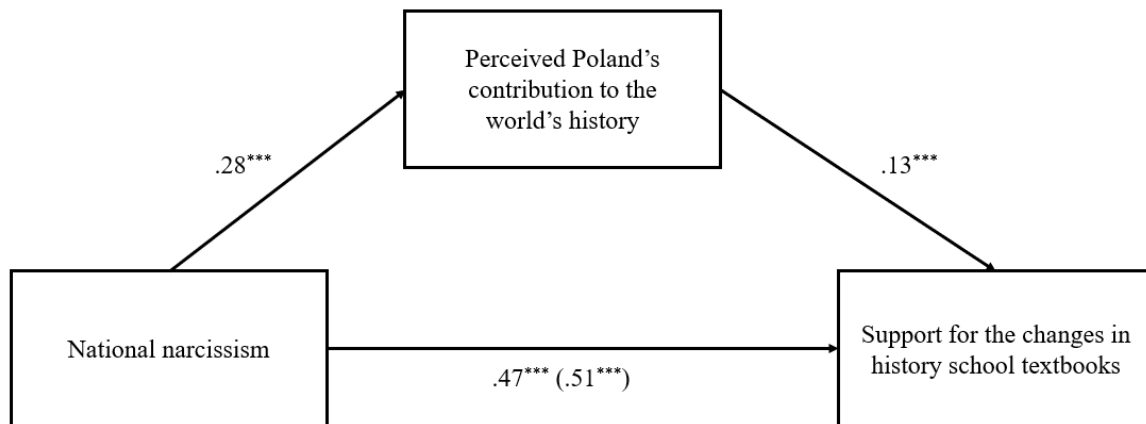 Perceived Poland’s
contribution to the
world’s history
.28***
.13***
National narcissism
Support for the changes in
history school textbooks
.47*** (.51***)